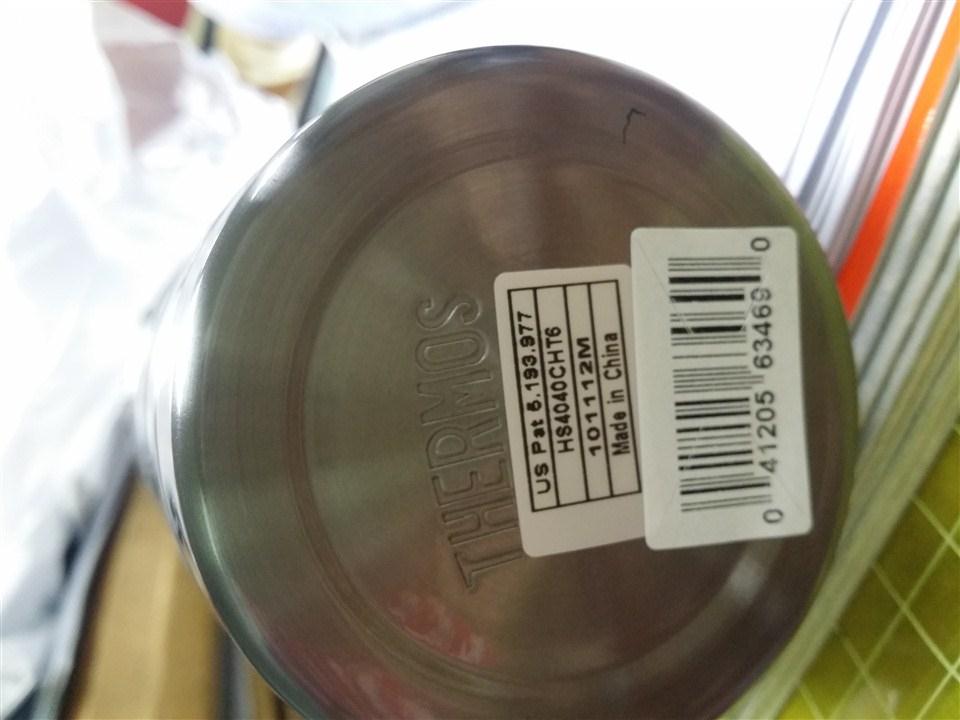 THERMOS
US Pat 5.193.977
HS4040CHT6
101112M
Made in China
0 41205 63469 0